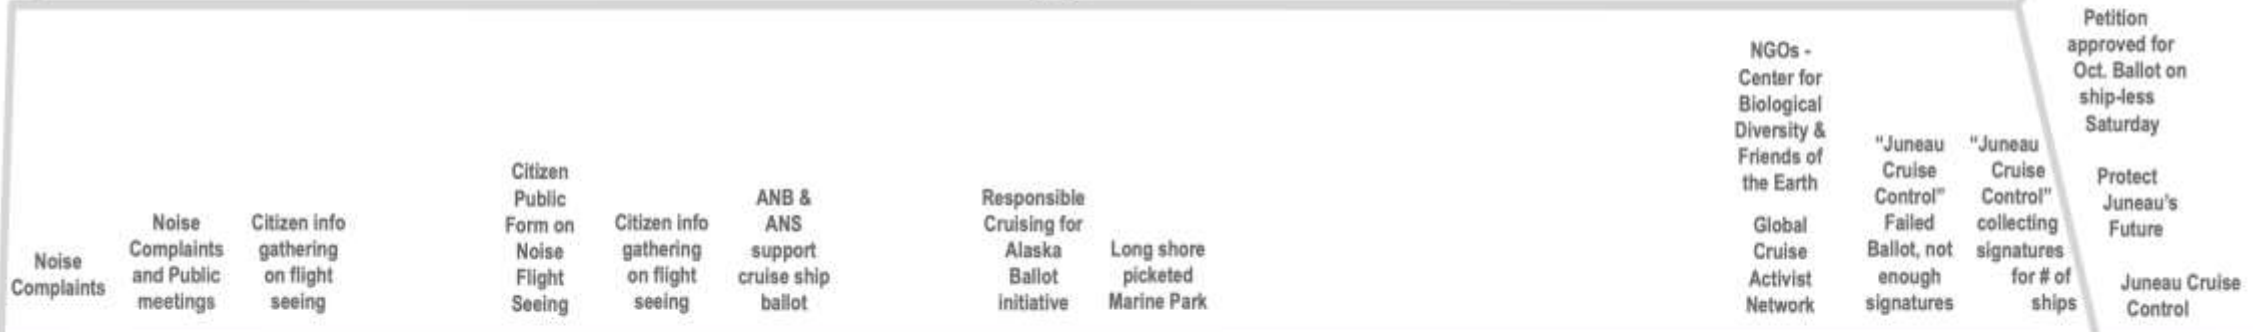 Noise
Complaints
Noise
Complaints
and Public
meetings
Citizen info
gathering
on flight
seeing
Citizen
Public
Form on
Noise
Flight
Seeing
Citizen info
gathering
on flight
seeing
ANB &
ANS
support
cruise ship
ballot
Responsible
Cruising for
Alaska
Ballot
initiative
Long shore
picketed
Marine Park
NGOs -
Center for
Biological
Diversity &
Friends of
the Earth
Global
Cruise
Activist
Network
“Juneau
Cruise
Control”
Failed
Ballot, not
enough
signatures
“Juneau
Cruise
Control”
collecting
signatures
for # of
ships
Petition
approved for
Oct. Ballot on
ship-less
Saturday
Protect
Juneau's
Future
Juneau Cruise
Control